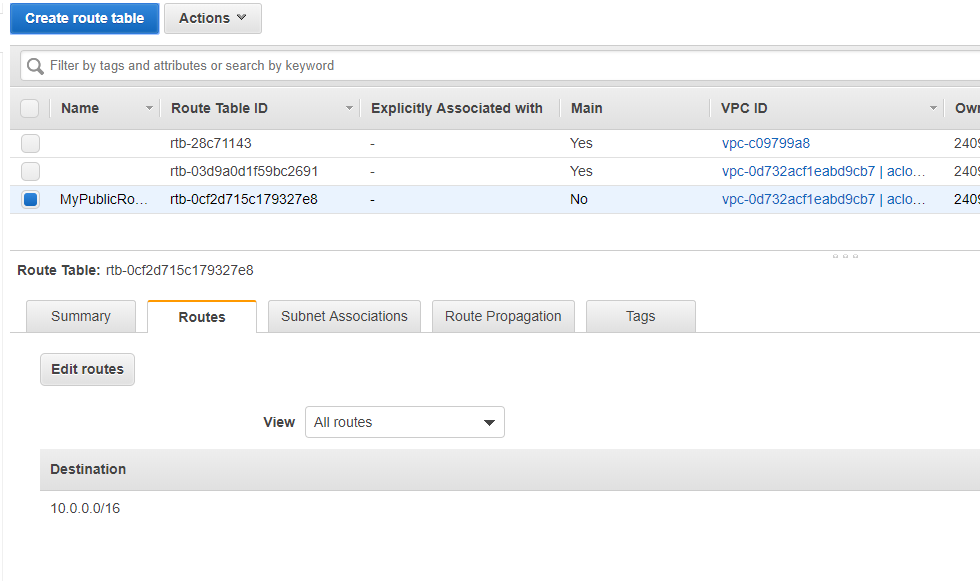 Create route table Actions
Filter by tags and attributes or search by keyword
Name Route Table ID Explicitly Associated with Main VPC ID Own
rtb-28c71143 - Yes vpc-c09799a8 2409
rtb-03d9a0d1f59bc2691 - Yes vpc-0d732acf1eabd9cb7 | aclo… 2409
MyPublicRo… rtb-0cf2d715c179327e8 - No vpc-0d732acf1eabd9cb7 | aclo… 2409
Route Table: rtb-0cf2d715c179327e8
Summary Routes Subnet Associations Route Propagation Tags
Edit routes
View All routes
Destination
10.0.0.0/16